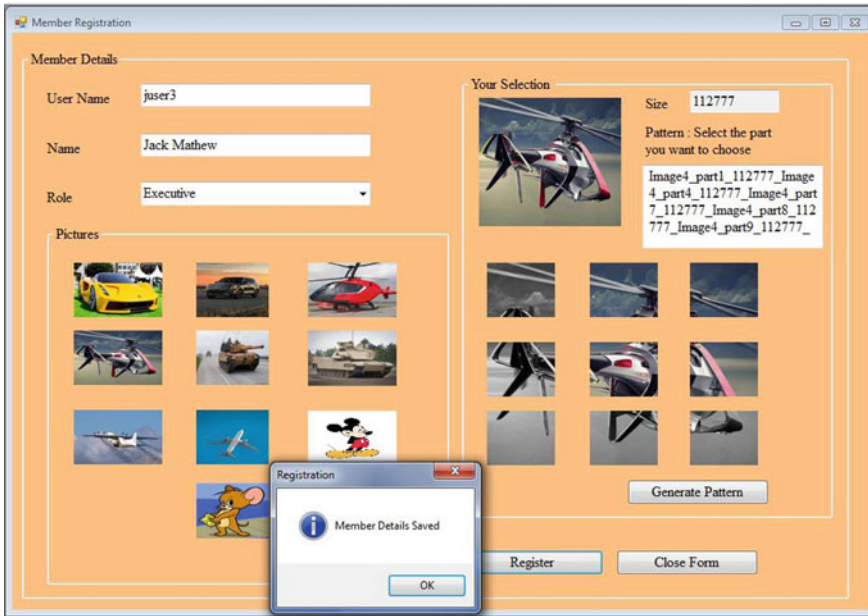 Member Registration
Member Details
User Name
juser3
Name
Jack Mathew
Role
Executive
Pictures
Your Selection
Size
112777
Pattern : Select the part
you want to choose
Image4_part1_112777_Image
4_part4_112777_Image4_part
7_112777_Image4_part8_112
777_Image4_part9_112777_
Generate Pattern
Register
Close Form
Registration
Member Details Saved
OK